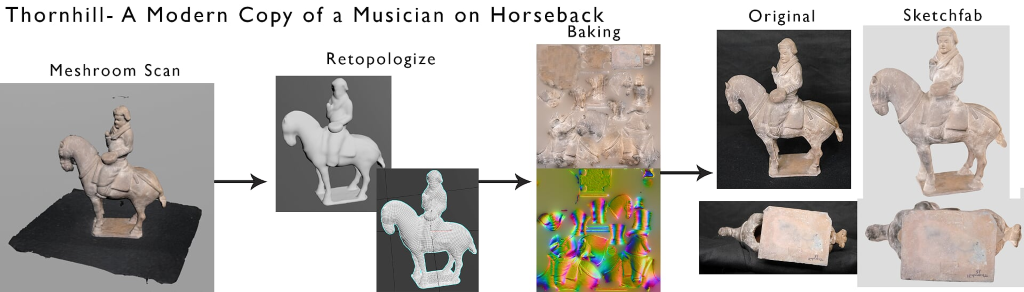 Thornhill- A Modern Copy of a Musician on Horseback
Meshroom Scan
Retopologize
Baking
Original
Sketchfab